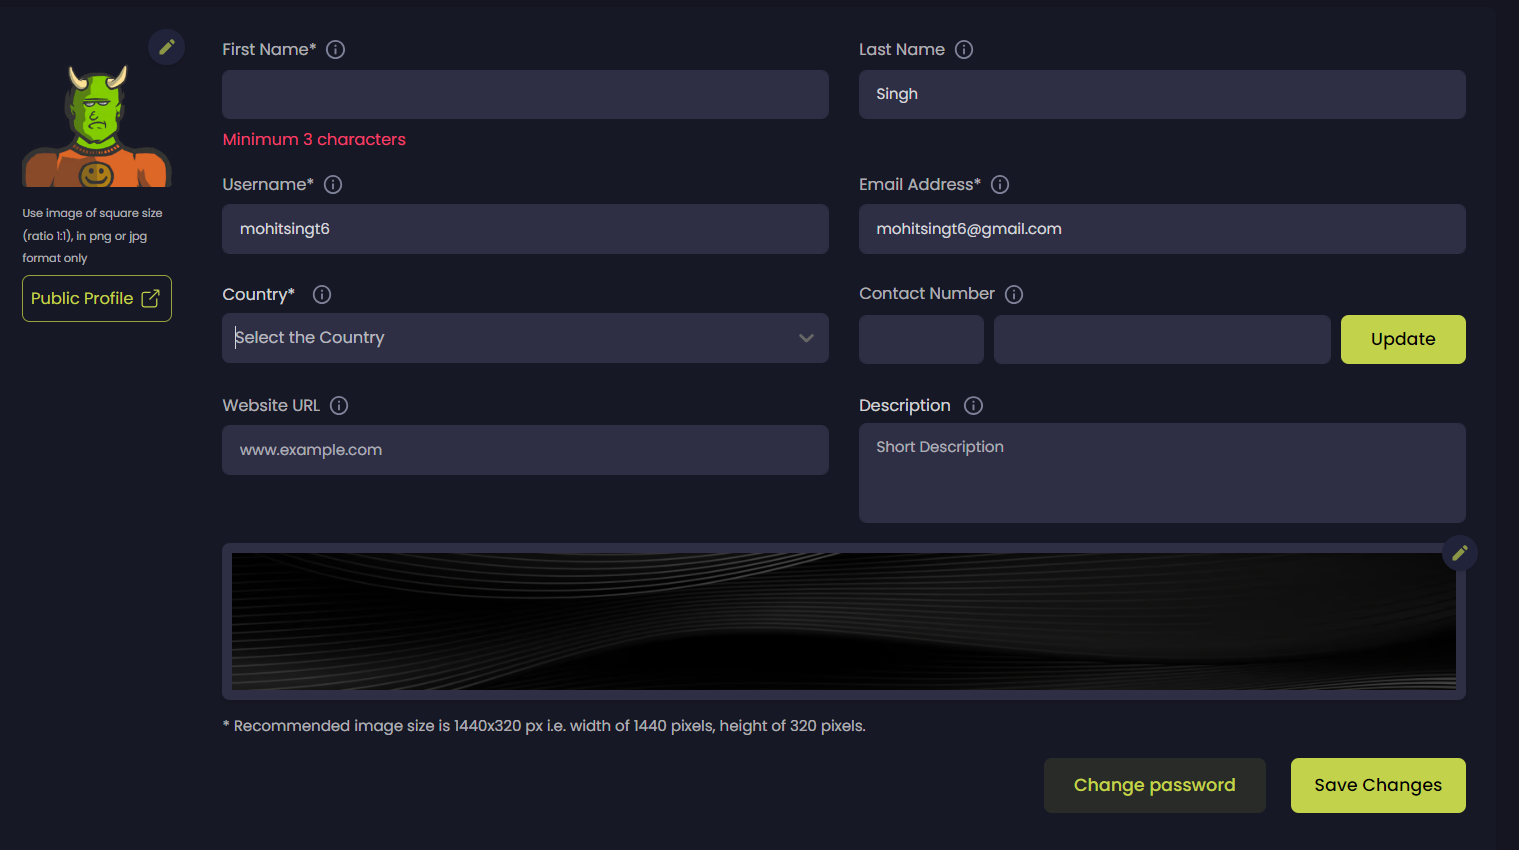 First Name*
Last Name
Singh
Minimum 3 characters
Username*
Email Address*
mohitsingt6
mohitsingt6@gmail.com
Use image of square size
(ratio 1:1), in png or jpg
format only
Public Profile
Country*
Contact Number
Select the Country
Update
Website URL
Description
www.example.com
Short Description
* Recommended image size is 1440x320 px i.e. width of 1440 pixels, height of 320 pixels.
Change password
Save Changes